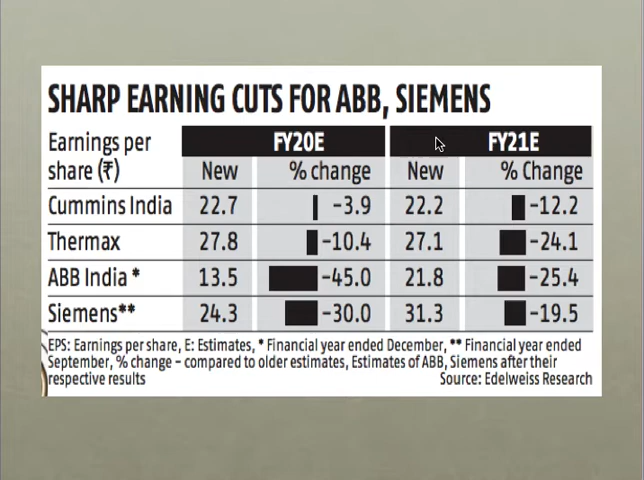 SHARP EARNING CUTS FOR ABB, SIEMENS
Earnings per share (₹) FY20E FY21E
New % change New % Change
Cummins India 22.7 -3.9 22.2 -12.2
Thermax 27.8 -10.4 27.1 -24.1
ABB India * 13.5 -45.0 21.8 -25.4
Siemens** 24.3 -30.0 31.3 -19.5
EPS: Earnings per share, E: Estimates, * Financial year ended December, ** Financial year ended
September, % change - compared to older estimates, Estimates of ABB, Siemens after their
respective results Source: Edelweiss Research